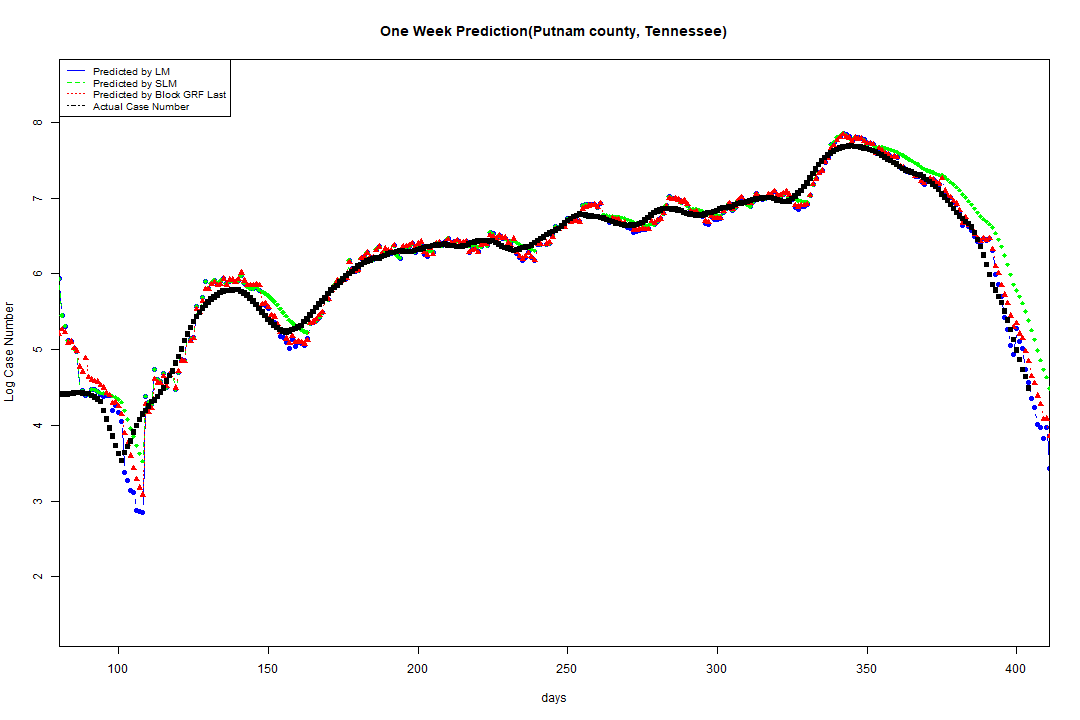 One Week Prediction(Putnam county, Tennessee)
Predicted by LM
Predicted by SLM
Predicted by Block GRF Last
Actual Case Number
Log Case Number
8
7
6
5
4
3
2
100 150 200 250 300 350 400
days